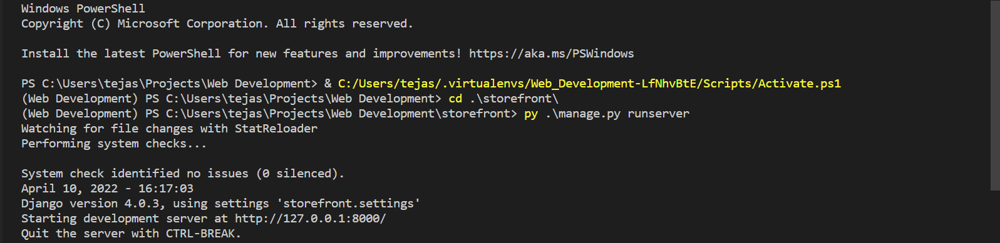 Windows PowerShell
Copyright (C) Microsoft Corporation. All rights reserved.
Install the latest PowerShell for new features and improvements! https://aka.ms/PSWindows
PS C:\Users\tejas\Projects\Web Development> & C:/Users/tejas/.virtualenvs/Web_Development-LfNhvBtE/Scripts/Activate.ps1
(Web Development) PS C:\Users\tejas\Projects\Web Development> cd .\storefront\
(Web Development) PS C:\Users\tejas\Projects\Web Development\storefront> py .\manage.py runserver
Watching for file changes with StatReloader
Performing system checks...
System check identified no issues (0 silenced).
April 10, 2022 - 16:17:03
Django version 4.0.3, using settings 'storefront.settings'
Starting development server at http://127.0.0.1:8000/
Quit the server with CTRL-BREAK.